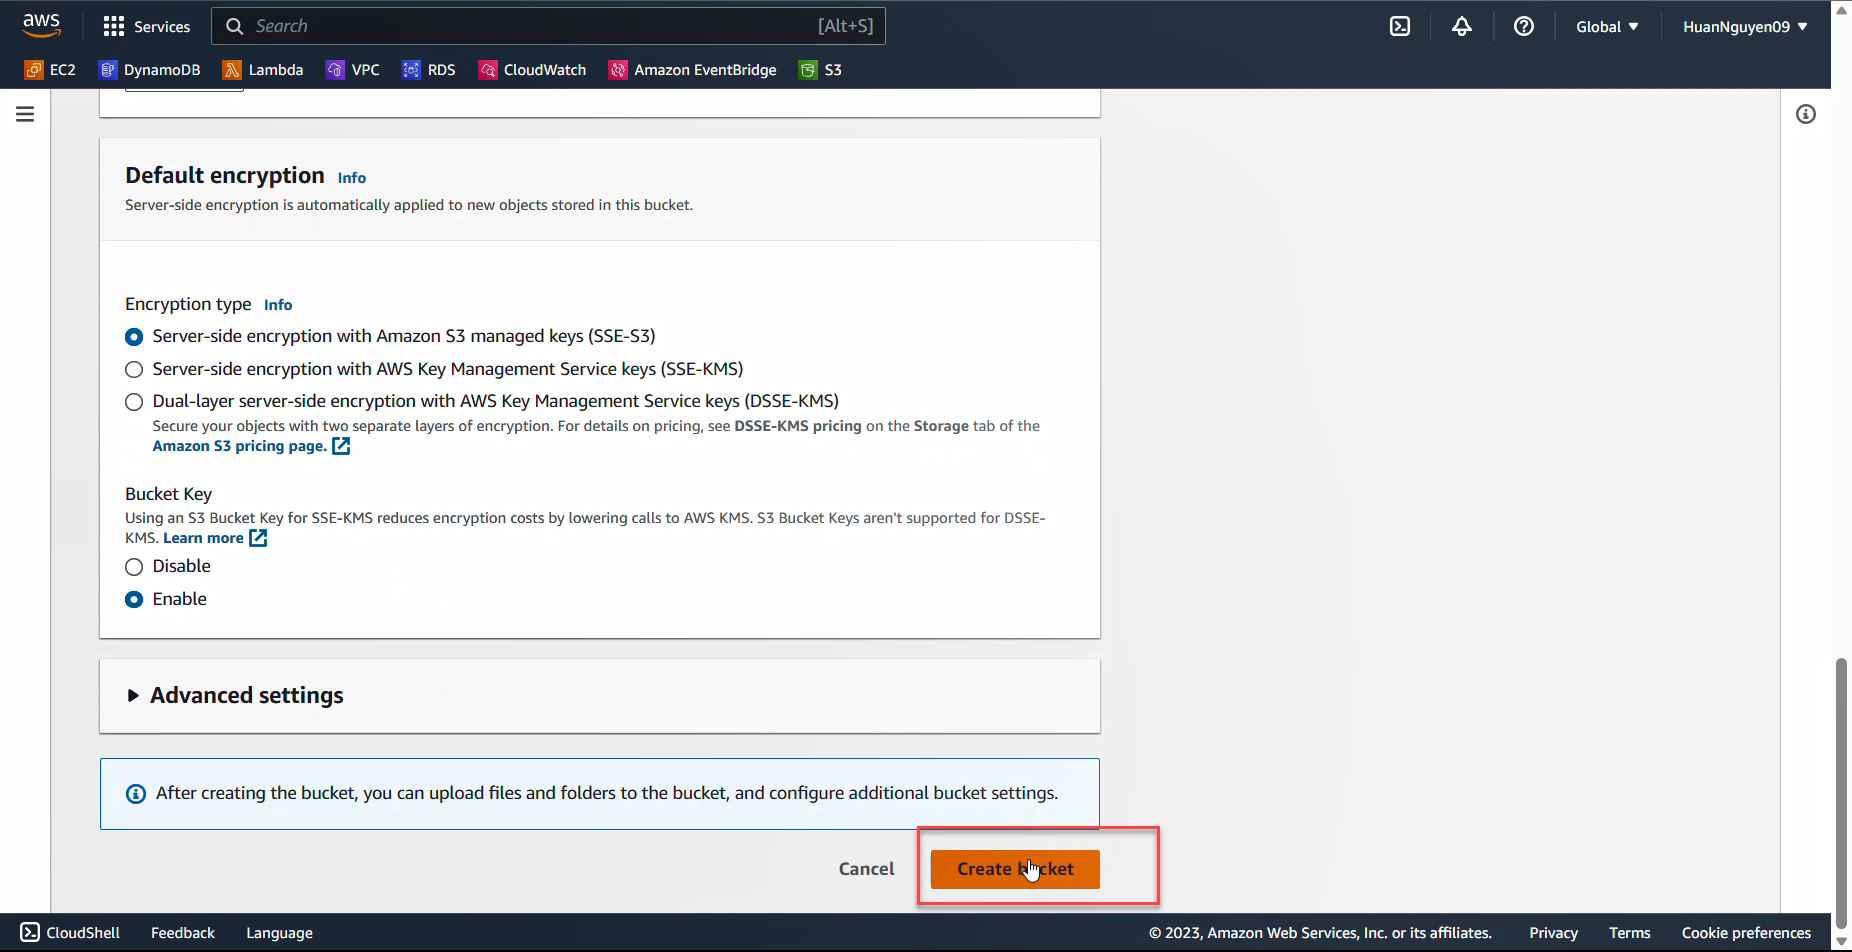 aws Services Search [Alt+S] Global HuanNguyen09
EC2 DynamoDB Lambda VPC RDS CloudWatch Amazon EventBridge S3
Default encryption Info
Server-side encryption is automatically applied to new objects stored in this bucket.
Encryption type Info
Server-side encryption with Amazon S3 managed keys (SSE-S3)
Server-side encryption with AWS Key Management Service keys (SSE-KMS)
Dual-layer server-side encryption with AWS Key Management Service keys (DSSE-KMS)
Secure your objects with two separate layers of encryption. For details on pricing, see DSSE-KMS pricing on the Storage tab of the
Amazon S3 pricing page.
Bucket Key
Using an S3 Bucket Key for SSE-KMS reduces encryption costs by lowering calls to AWS KMS. S3 Bucket Keys aren't supported for DSSE-
KMS. Learn more
Disable
Enable
Advanced settings
After creating the bucket, you can upload files and folders to the bucket, and configure additional bucket settings.
Cancel Create bucket
CloudShell Feedback Language © 2023, Amazon Web Services, Inc. or its affiliates. Privacy Terms Cookie preferences